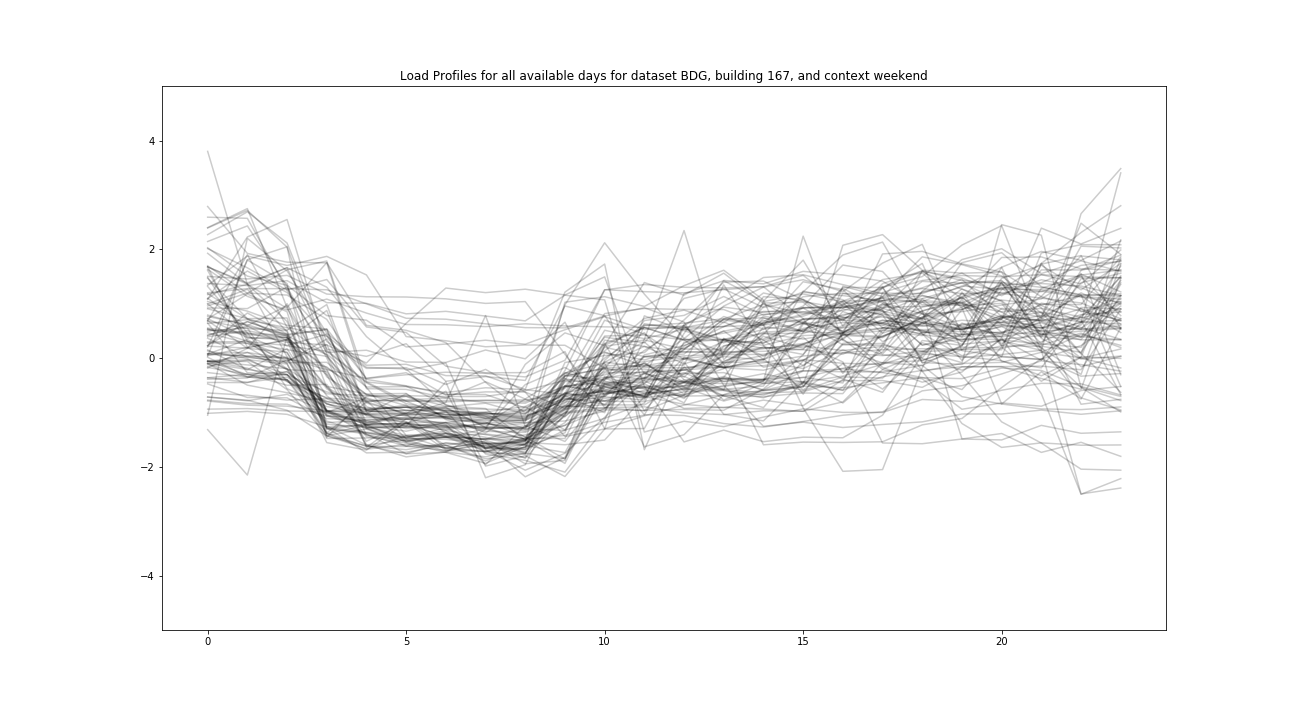 Load Profiles for all available days for dataset BDG, building 167, and context weekend
4
2
0
−2
−4
0 5 10 15 20